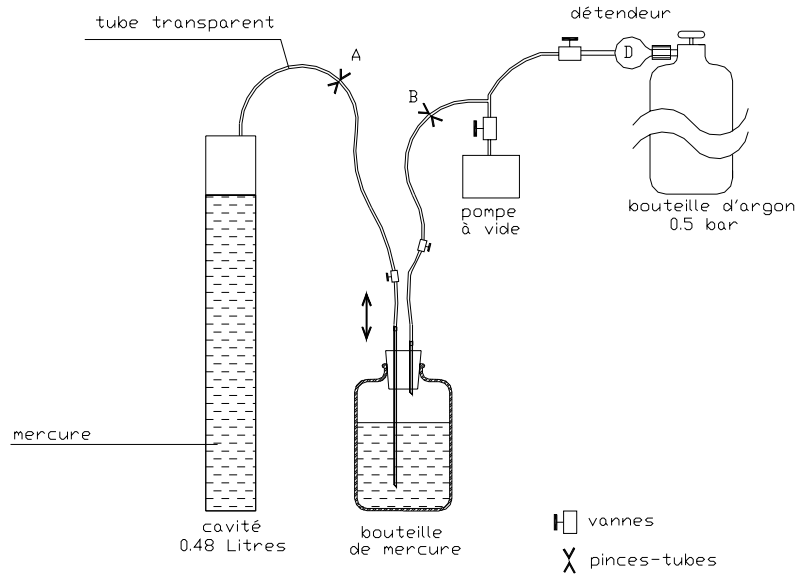 tube transparent
détendeur
A
D
B
pompe
à vide
bouteille d'argon
0.5 bar
mercure
cavité
0.48 Litres
bouteille
de mercure
vannes
pinces-tubes